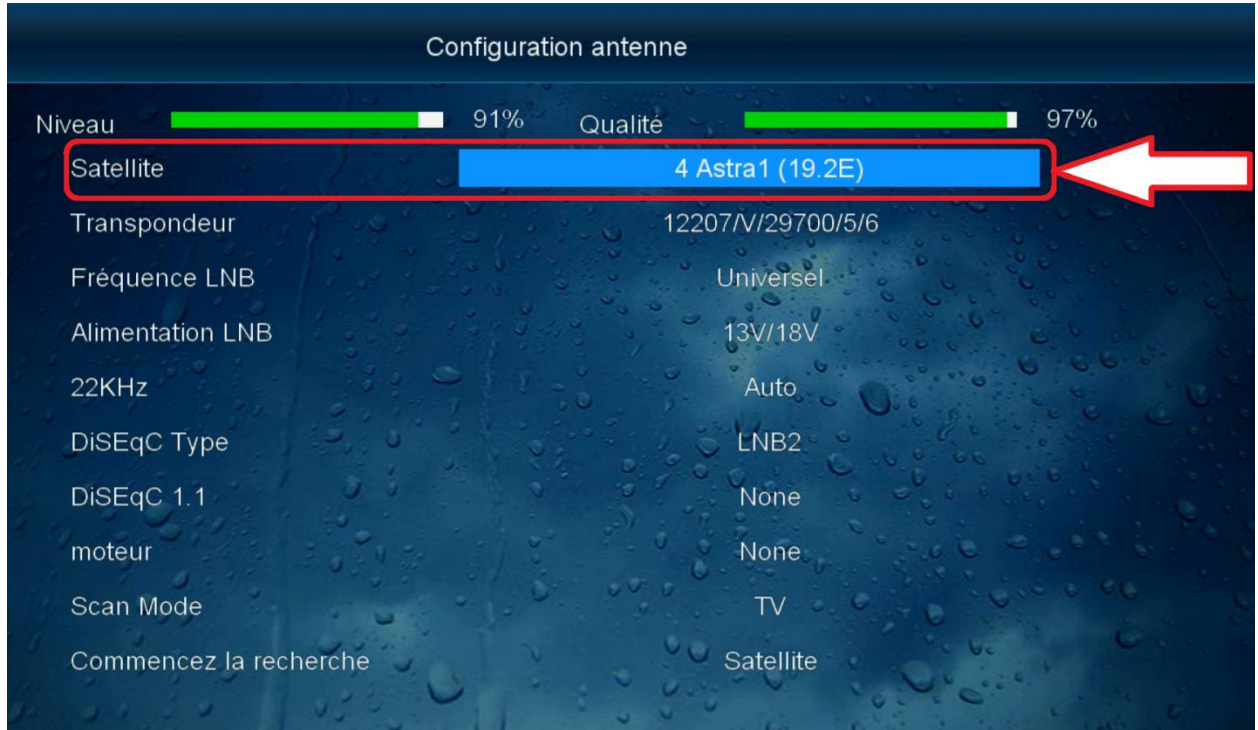 Configuration antenne
Niveau 91% Qualité 97%
Satellite 4 Astra1 (19.2E)
Transpondeur 12207/V/29700/5/6
Fréquence LNB Universel
Alimentation LNB 13V/18V
22KHz Auto
DiSEqC Type LNB2
DiSEqC 1.1 None
moteur None
Scan Mode TV
Commencez la recherche Satellite